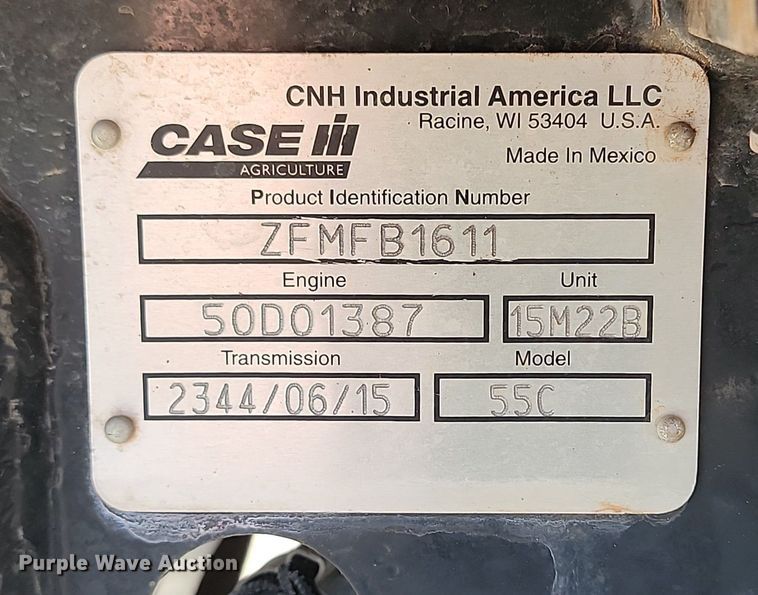 CNH Industrial America LLC
Racine, WI 53404 U.S.A.
CASE IH
AGRICULTURE
Made In Mexico
Product Identification Number
ZFMFB1611
Engine Unit
50D01387 15M22B
Transmission Model
2344/06/15 55C
Purple Wave Auction